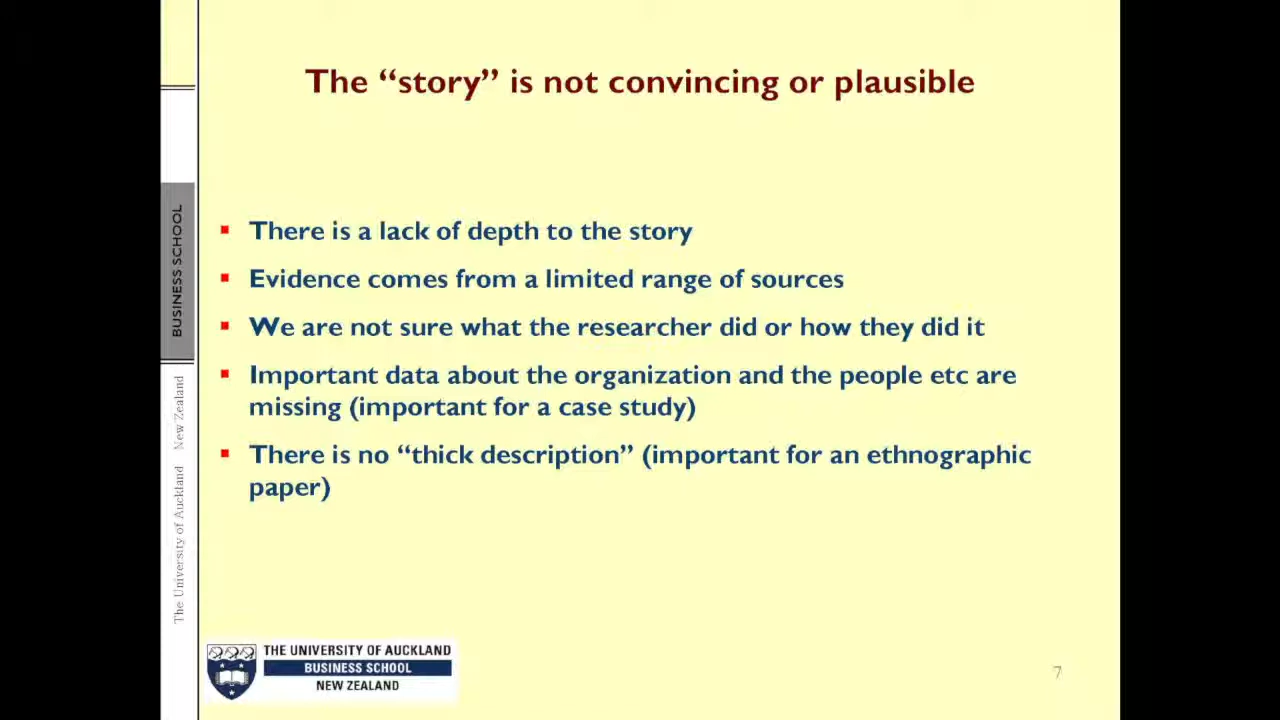 The “story” is not convincing or plausible
There is a lack of depth to the story
Evidence comes from a limited range of sources
We are not sure what the researcher did or how they did it
Important data about the organization and the people etc are
missing (important for a case study)
There is no “thick description” (important for an ethnographic
paper)
BUSINESS SCHOOL
The University of Auckland New Zealand
THE UNIVERSITY OF AUCKLAND
BUSINESS SCHOOL
NEW ZEALAND
7